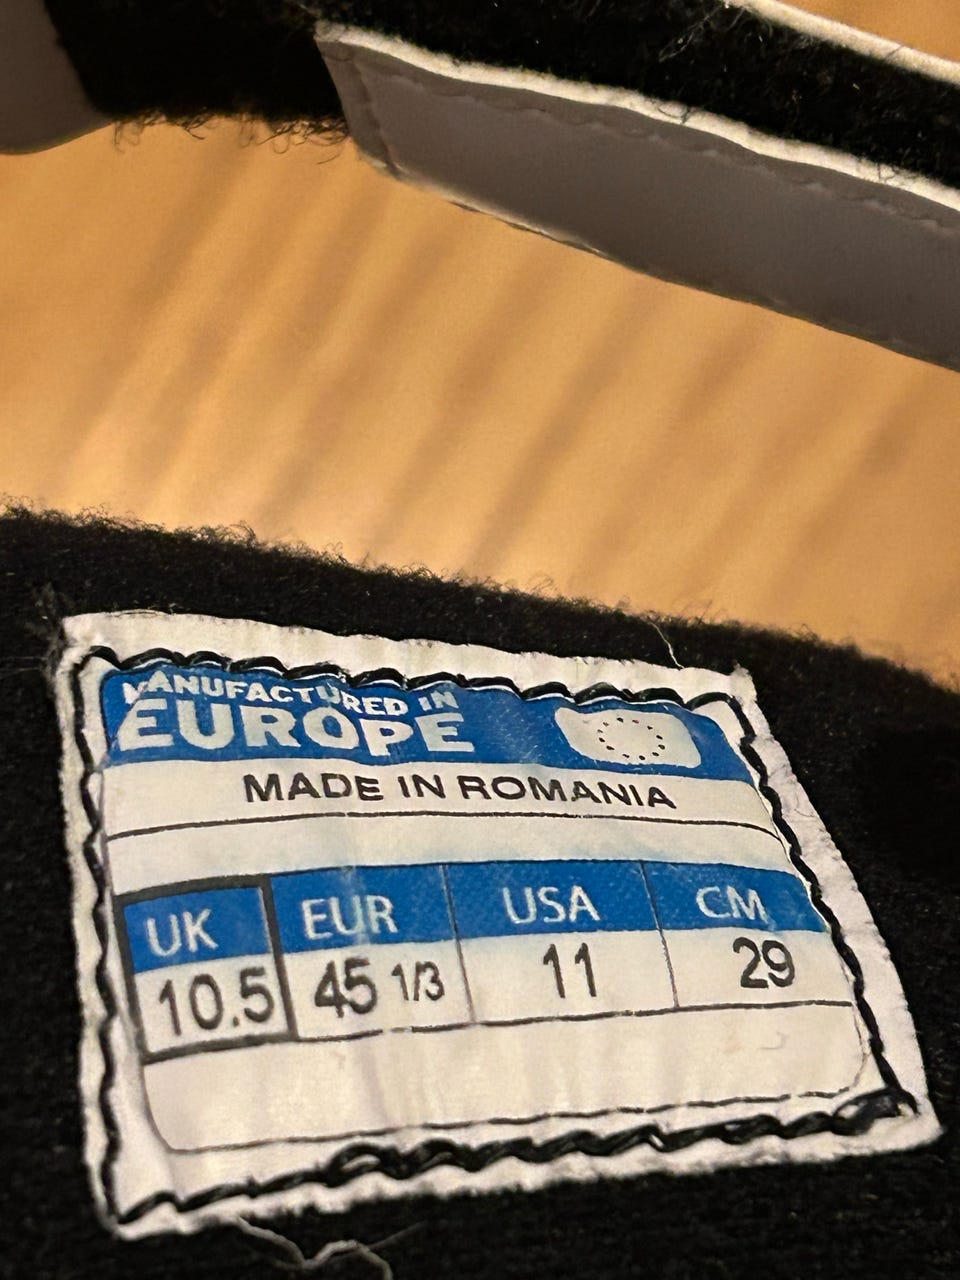 MANUFACTURED IN
EUROPE
MADE IN ROMANIA
UK EUR USA CM
10.5 45 1/3 11 29